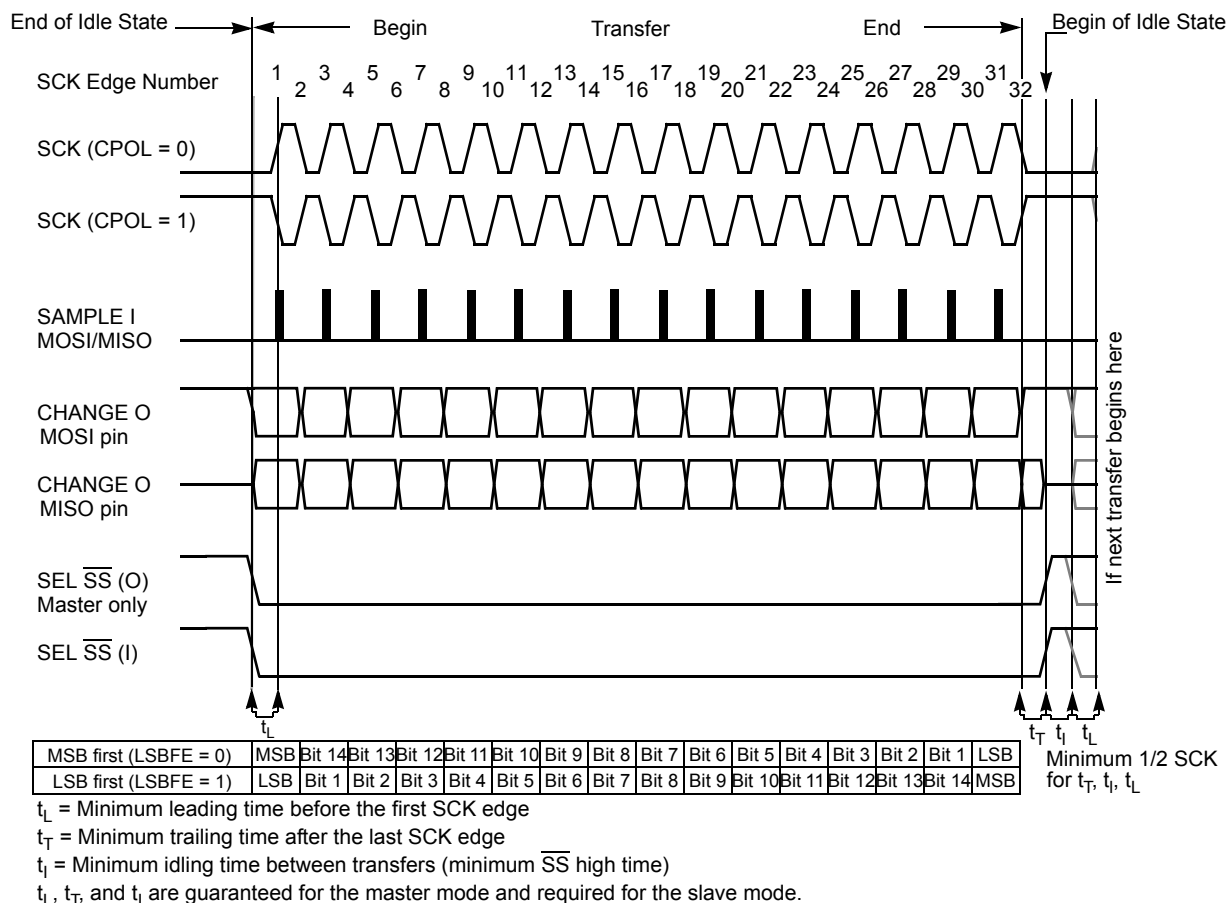 End of Idle State
Begin
Transfer
End
Begin of Idle State
SCK Edge Number
1 2 3 4 5 6 7 8 9 10 11 12 13 14 15 16 17 18 19 20 21 22 23 24 25 26 27 28 29 30 31 32
SCK (CPOL = 0)
SCK (CPOL = 1)
SAMPLE I
MOSI/MISO
CHANGE O
MOSI pin
CHANGE O
MISO pin
SEL SS (O)
Master only
SEL SS (I)
If next transfer begins here
tL
tT tI tL
MSB first (LSBFE = 0) MSB Bit 14 Bit 13 Bit 12 Bit 11 Bit 10 Bit 9 Bit 8 Bit 7 Bit 6 Bit 5 Bit 4 Bit 3 Bit 2 Bit 1 LSB
LSB first (LSBFE = 1) LSB Bit 1 Bit 2 Bit 3 Bit 4 Bit 5 Bit 6 Bit 7 Bit 8 Bit 9 Bit 10 Bit 11 Bit 12 Bit 13 Bit 14 MSB
Minimum 1/2 SCK
for tT, tI, tL
tL = Minimum leading time before the first SCK edge
tT = Minimum trailing time after the last SCK edge
tI = Minimum idling time between transfers (minimum SS high time)
tL, tT, and tI are guaranteed for the master mode and required for the slave mode.